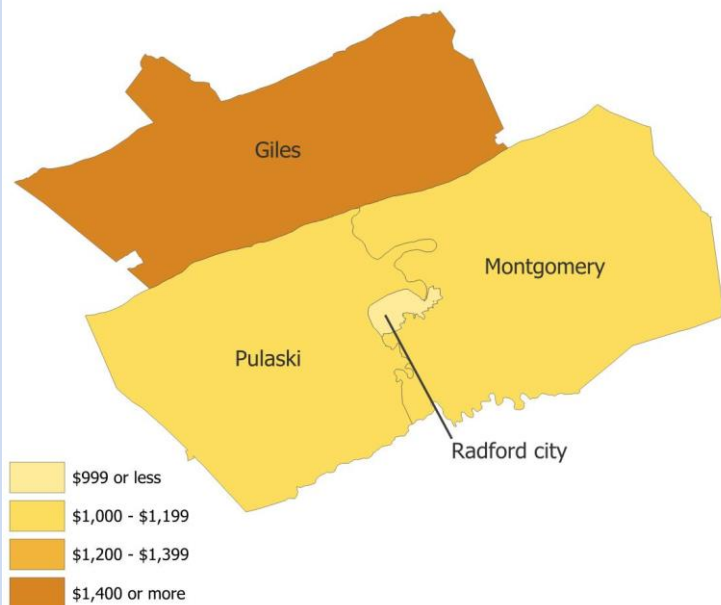 Giles
Montgomery
Pulaski
Radford city
$999 or less
$1,000 - $1,199
$1,200 - $1,399
$1,400 or more